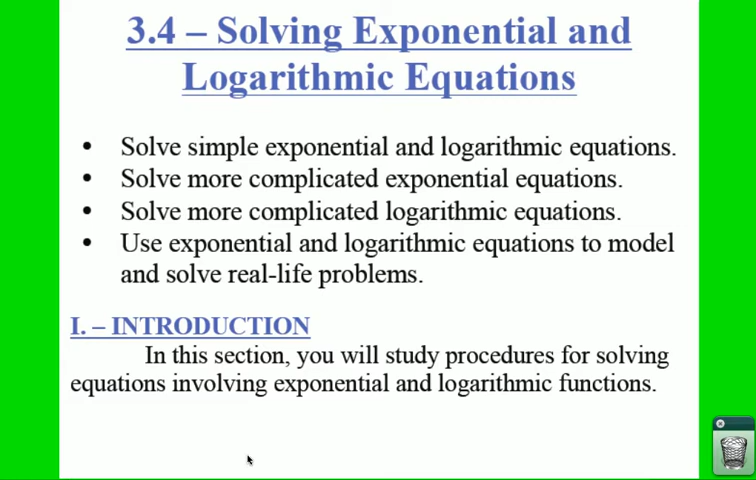 3.4 – Solving Exponential and
Logarithmic Equations
• Solve simple exponential and logarithmic equations.
• Solve more complicated exponential equations.
• Solve more complicated logarithmic equations.
• Use exponential and logarithmic equations to model
and solve real-life problems.
I. – INTRODUCTION
In this section, you will study procedures for solving
equations involving exponential and logarithmic functions.